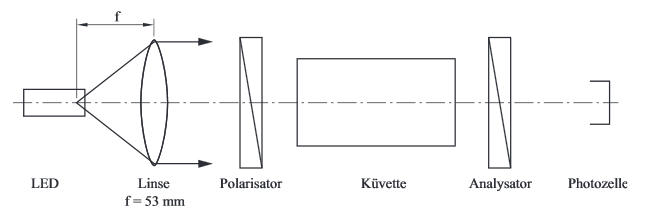 f
LED
Linse
f = 53 mm
Polarisator
Küvette
Analysator
Photozelle